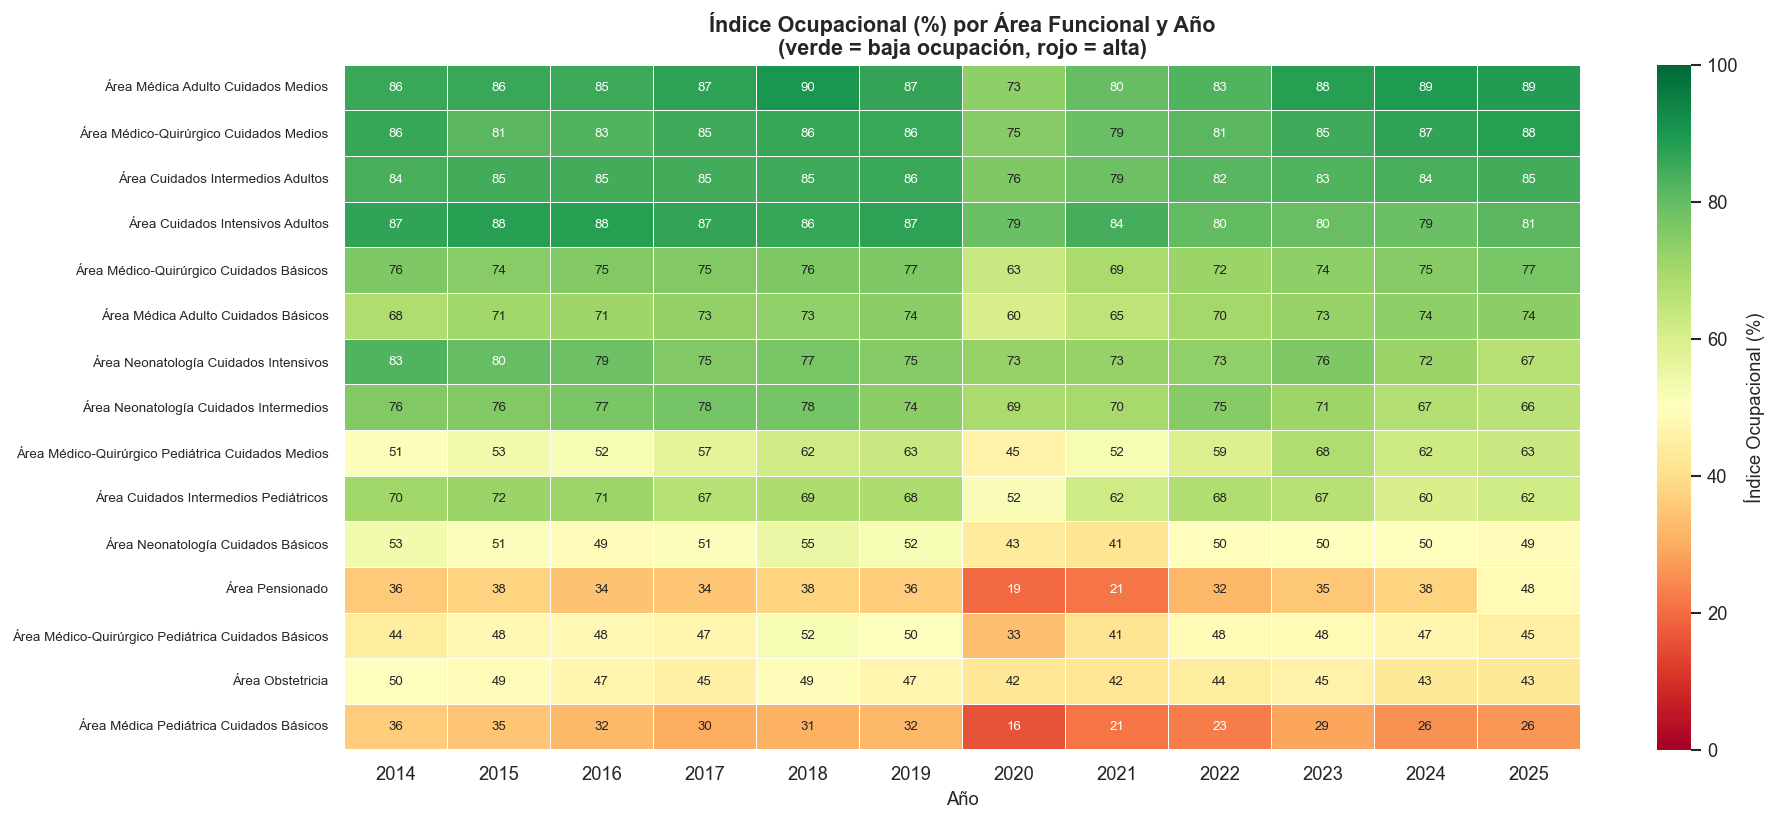 Índice Ocupacional (%) por Área Funcional y Año
(verde = baja ocupación, rojo = alta)
Área Médica Adulto Cuidados Medios 86 86 85 87 90 87 73 80 83 88 89 89
Área Médico-Quirúrgico Cuidados Medios 86 81 83 85 86 86 75 79 81 85 87 88
Área Cuidados Intermedios Adultos 84 85 85 85 85 86 76 79 82 83 84 85
Área Cuidados Intensivos Adultos 87 88 88 87 86 87 79 84 80 80 79 81
Área Médico-Quirúrgico Cuidados Básicos 76 74 75 75 76 77 63 69 72 74 75 77
Área Médica Adulto Cuidados Básicos 68 71 71 73 73 74 60 65 70 73 74 74
Área Neonatología Cuidados Intensivos 83 80 79 75 77 75 73 73 73 76 72 67
Área Neonatología Cuidados Intermedios 76 76 77 78 78 74 69 70 75 71 67 66
Área Médico-Quirúrgico Pediátrica Cuidados Medios 51 53 52 57 62 63 45 52 59 68 62 63
Área Cuidados Intermedios Pediátricos 70 72 71 67 69 68 52 62 68 67 60 62
Área Neonatología Cuidados Básicos 53 51 49 51 55 52 43 41 50 50 50 49
Área Pensionado 36 38 34 34 38 36 19 21 32 35 38 48
Área Médico-Quirúrgico Pediátrica Cuidados Básicos 44 48 48 47 52 50 33 41 48 48 47 45
Área Obstetricia 50 49 47 45 49 47 42 42 44 45 43 43
Área Médica Pediátrica Cuidados Básicos 36 35 32 30 31 32 16 21 23 29 26 26
2014 2015 2016 2017 2018 2019 2020 2021 2022 2023 2024 2025
Año
100
80
60
40
20
0
Índice Ocupacional (%)